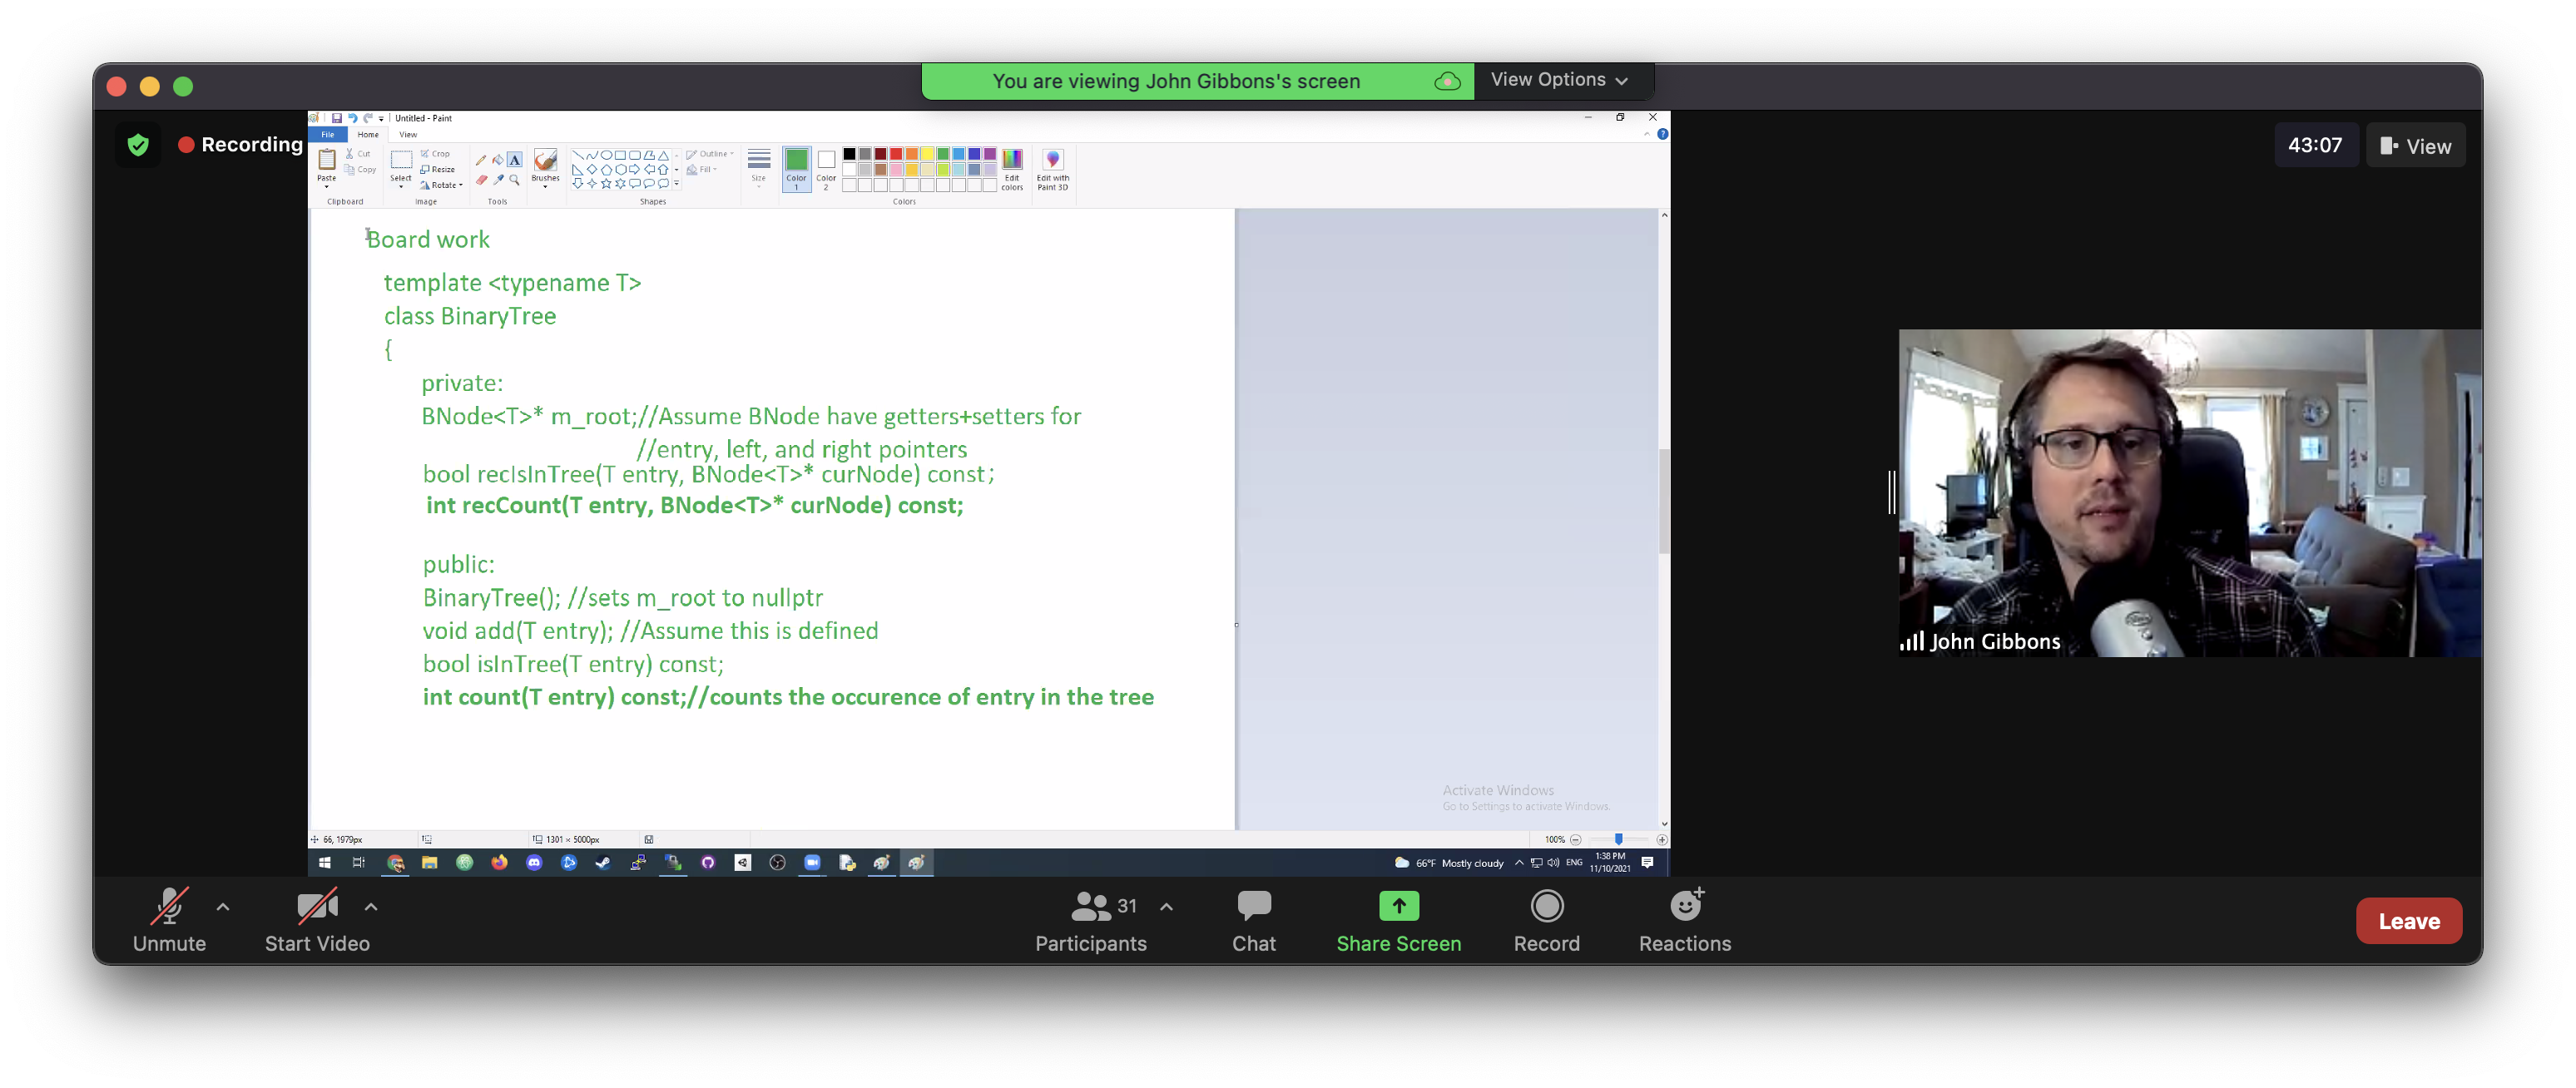 You are viewing John Gibbons's screen
View Options
Recording
43:07
View
Untitled - Paint
File Home View
Paste
Cut
Copy
Clipboard
Select
Crop
Resize
Rotate
Image
Tools
Brushes
Shapes
Outline
Fill
Size
Color 1
Color 2
Colors
Edit colors
Edit with Paint 3D
Board work
template <typename T>
class BinaryTree
{
private:
BNode<T>* m_root;//Assume BNode have getters+setters for
//entry, left, and right pointers
bool recIsInTree(T entry, BNode<T>* curNode) const;
int recCount(T entry, BNode<T>* curNode) const;
public:
BinaryTree(); //sets m_root to nullptr
void add(T entry); //Assume this is defined
bool isInTree(T entry) const;
int count(T entry) const;//counts the occurence of entry in the tree
Activate Windows
Go to Settings to activate Windows.
66, 1979px
1301 × 5000px
100%
66°F Mostly cloudy
ENG
1:38 PM
11/10/2021
John Gibbons
Unmute
Start Video
31
Participants
Chat
Share Screen
Record
Reactions
Leave